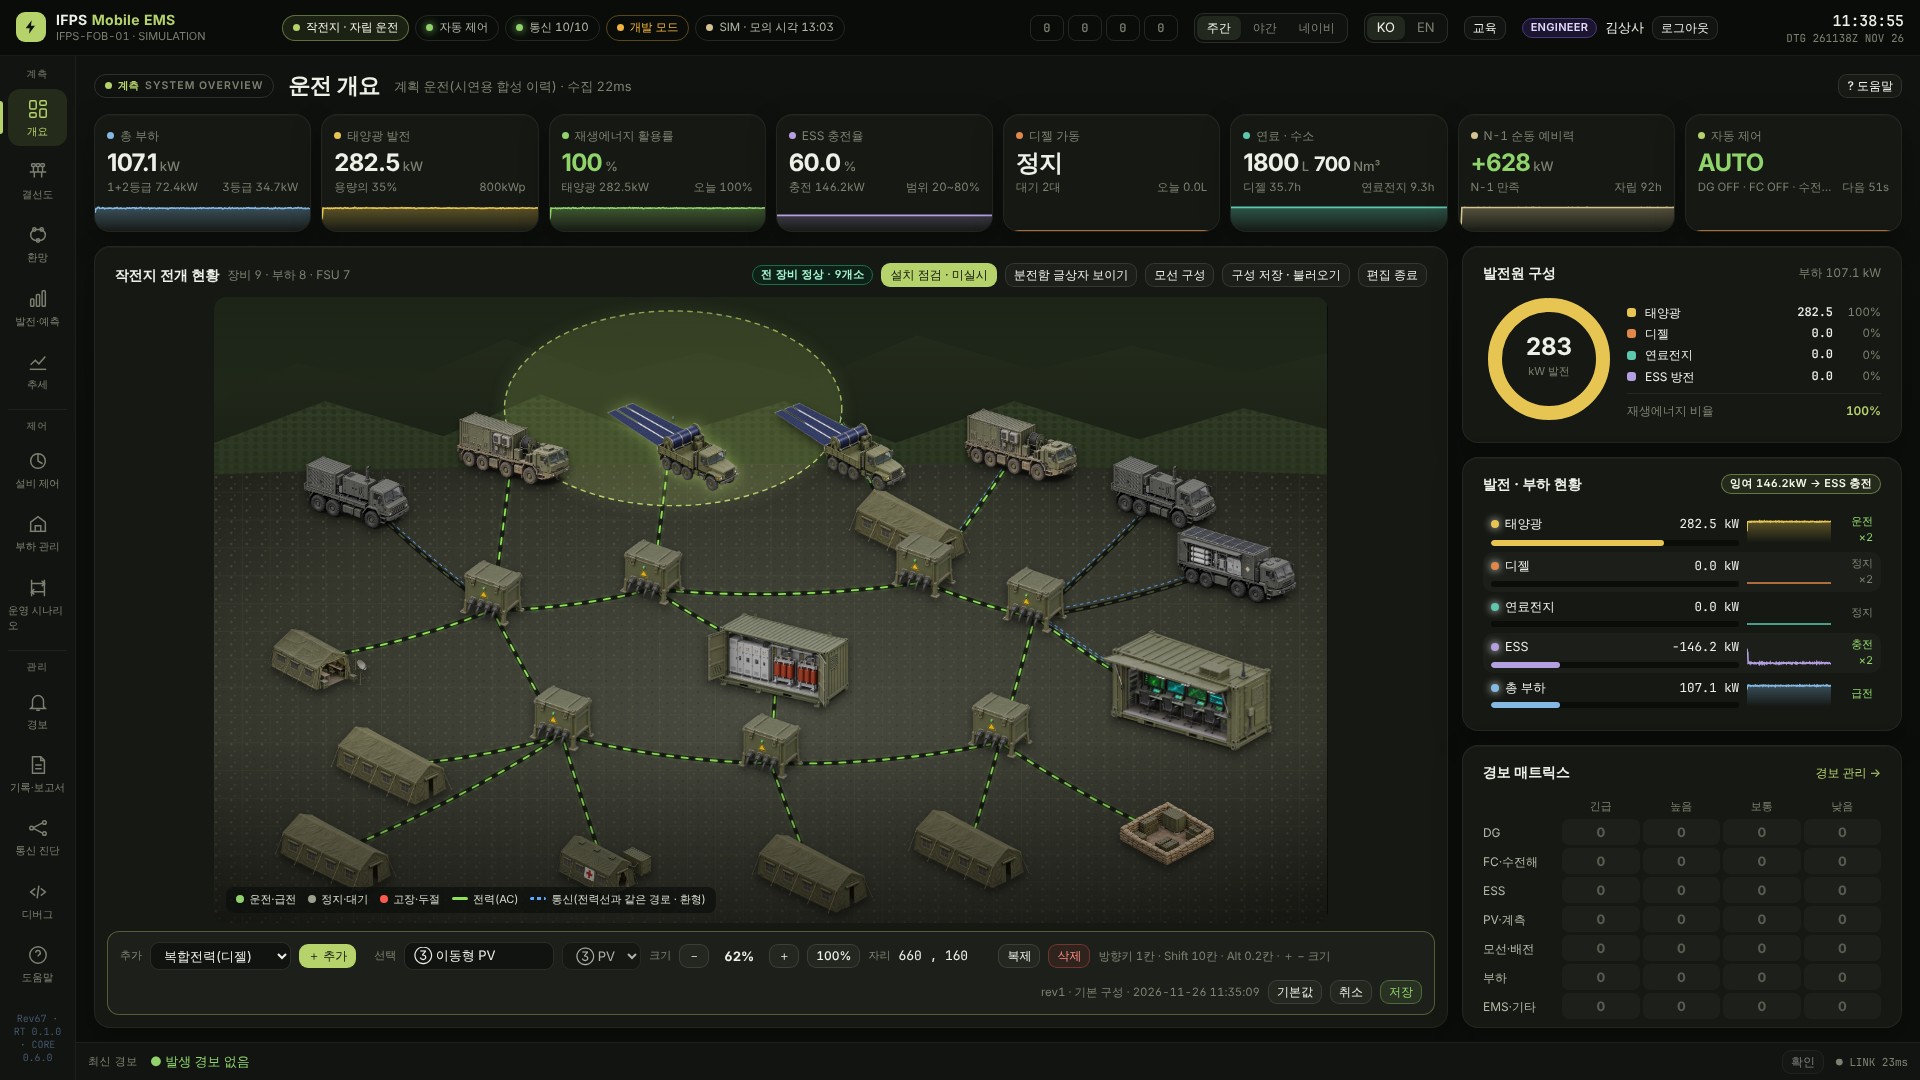 IFPS Mobile EMS
IFPS-FOB-01 · SIMULATION
작전지 · 자립 운전
자동 제어
통신 10/10
개발 모드
SIM · 모의 시각 13:03
0 0 0 0
주간 야간 네이비
KO EN
교육
ENGINEER 김상사 로그아웃
11:38:55
DTG 261138Z NOV 26
계측
개요
결선도
환망
발전·예측
추세
제어
설비 제어
부하 관리
운영 시나리
오
관리
경보
기록·보고서
통신 진단
디버그
도움말
Rev67 ·
RT 0.1.0
· CORE
0.6.0
계측 SYSTEM OVERVIEW
운전 개요
계획 운전(시연용 합성 이력) · 수집 22ms
? 도움말
총 부하
107.1 kW
1+2등급 72.4kW 3등급 34.7kW
태양광 발전
282.5 kW
용량의 35% 800kWp
재생에너지 활용률
100 %
태양광 282.5kW 오늘 100%
ESS 충전율
60.0 %
충전 146.2kW 범위 20~80%
디젤 가동
정지
대기 2대 오늘 0.0L
연료 · 수소
1800 L 700 Nm³
디젤 35.7h 연료전지 9.3h
N-1 순동 예비력
+628 kW
N-1 만족 자립 92h
자동 제어
AUTO
DG OFF · FC OFF · 수전... 다음 51s
작전지 전개 현황 장비 9 · 부하 8 · FSU 7
전 장비 정상 · 9개소
설치 점검 · 미실시
분전함 글상자 보이기
모선 구성
구성 저장 · 불러오기
편집 종료
운전·급전 정지·대기 고장·두절 전력(AC) 통신(전력선과 같은 경로 · 환형)
추가 복합전력(디젤) + 추가 선택 ③ 이동형 PV ③ PV 크기 − 62% + 100% 자리 660 , 160 복제 삭제 방향키 1칸 · Shift 10칸 · Alt 0.2칸 · + − 크기
rev1 · 기본 구성 · 2026-11-26 11:35:09 기본값 취소 저장
발전원 구성 부하 107.1 kW
283
kW 발전
태양광 282.5 100%
디젤 0.0 0%
연료전지 0.0 0%
ESS 방전 0.0 0%
재생에너지 비율 100%
발전 · 부하 현황 잉여 146.2kW → ESS 충전
태양광 282.5 kW 운전
×2
디젤 0.0 kW 정지
×2
연료전지 0.0 kW 정지
ESS -146.2 kW 충전
×2
총 부하 107.1 kW 급전
경보 매트릭스 경보 관리 →
긴급 높음 보통 낮음
DG 0 0 0 0
FC·수전해 0 0 0 0
ESS 0 0 0 0
PV·계측 0 0 0 0
모선·배전 0 0 0 0
부하 0 0 0 0
EMS·기타 0 0 0 0
최신 경보 발생 경보 없음
확인 LINK 23ms